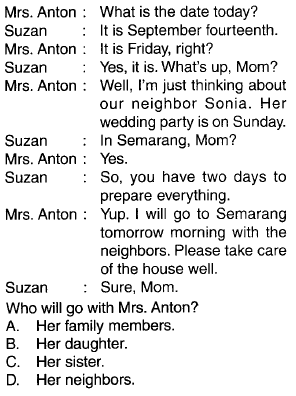 Mrs. Anton : What is the date today?
Suzan : It is September fourteenth.
Mrs. Anton : It is Friday, right?
Suzan : Yes, it is. What's up, Mom?
Mrs. Anton : Well, I'm just thinking about
our neighbor Sonia. Her
wedding party is on Sunday.
Suzan : In Semarang, Mom?
Mrs. Anton : Yes.
Suzan : So, you have two days to
prepare everything.
Mrs. Anton : Yup. I will go to Semarang
tomorrow morning with the
neighbors. Please take care
of the house well.
Suzan : Sure, Mom.
Who will go with Mrs. Anton?
A. Her family members.
B. Her daughter.
C. Her sister.
D. Her neighbors.